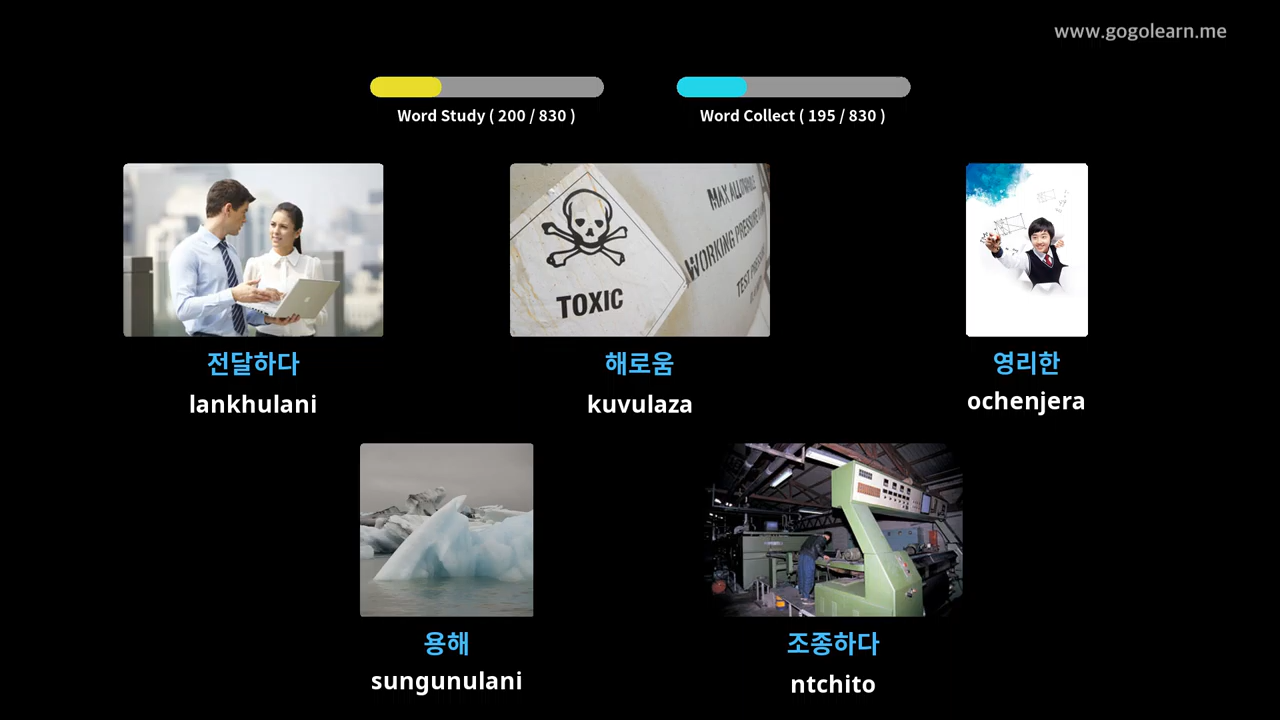 www.gogolearn.me
Word Study ( 200 / 830 )
Word Collect ( 195 / 830 )
TOXIC
MAX ALLOWABLE
WORKING PRESSURE
TEST
전달하다
해로움
영리한
lankhulani
kuvulaza
ochenjera
용해
조종하다
sungunulani
ntchito